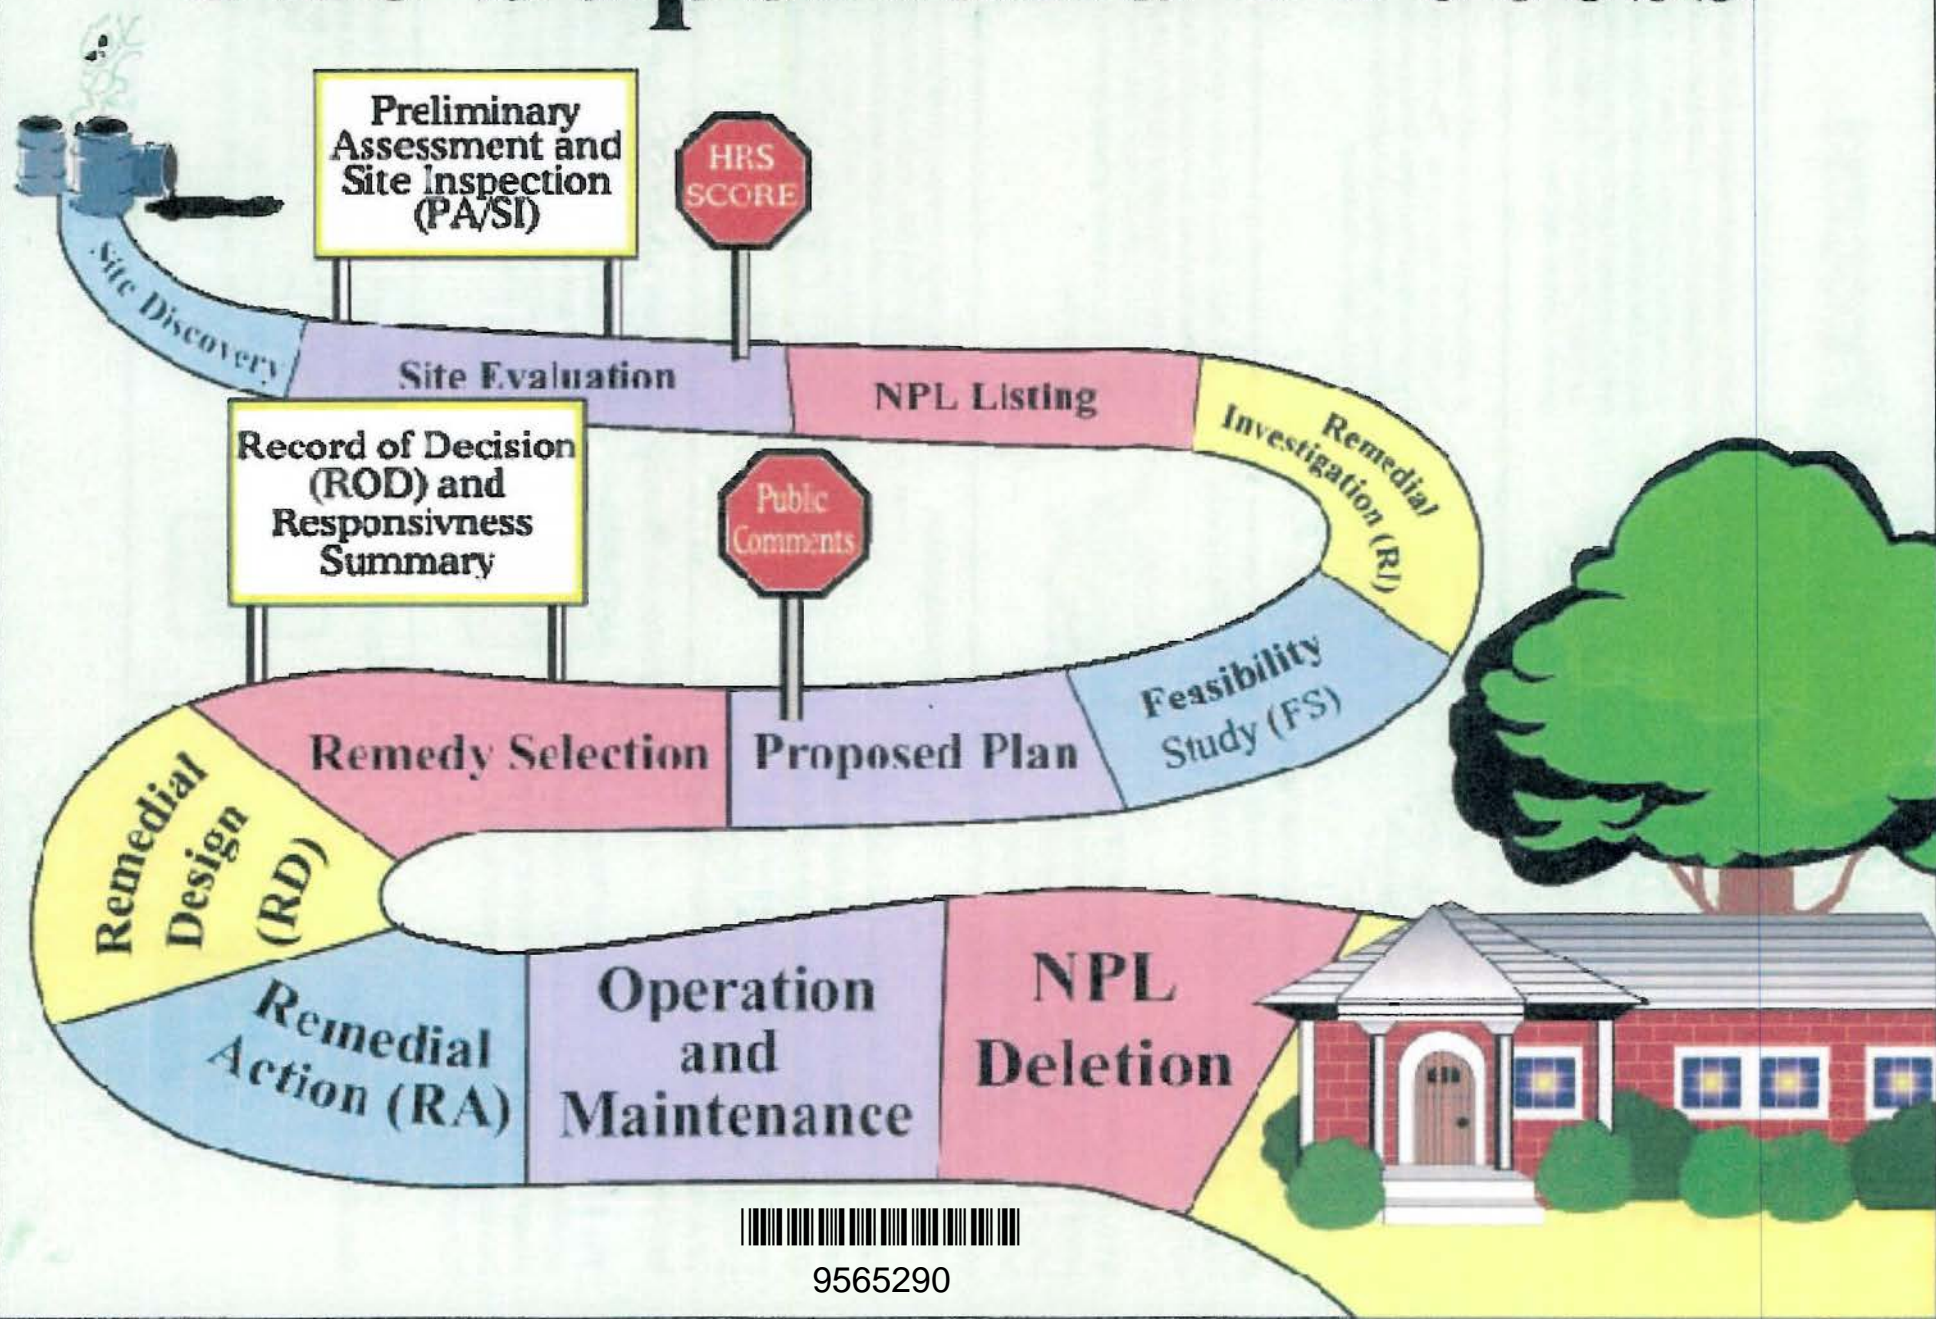 Preliminary
Assessment and
Site Inspection
(PA/SI)
HRS
SCORE
Site Discovery
Site Evaluation
NPL Listing
Remedial
Investigation (RI)
Record of Decision
(ROD) and
Responsivness
Summary
Public
Comments
Feasibility
Study (FS)
Proposed Plan
Remedy Selection
Remedial
Design
(RD)
Remedial
Action (RA)
Operation
and
Maintenance
NPL
Deletion
9565290